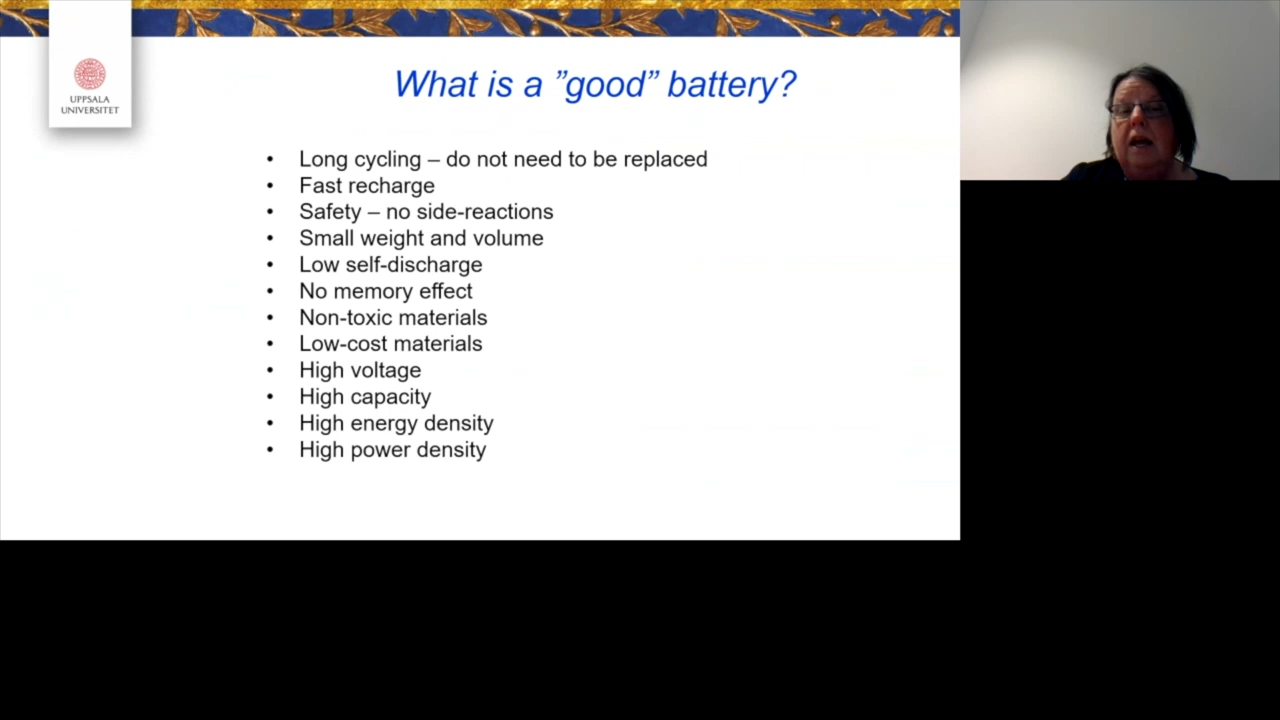 UPPSALA
UNIVERSITET
What is a ”good” battery?
• Long cycling – do not need to be replaced
• Fast recharge
• Safety – no side-reactions
• Small weight and volume
• Low self-discharge
• No memory effect
• Non-toxic materials
• Low-cost materials
• High voltage
• High capacity
• High energy density
• High power density